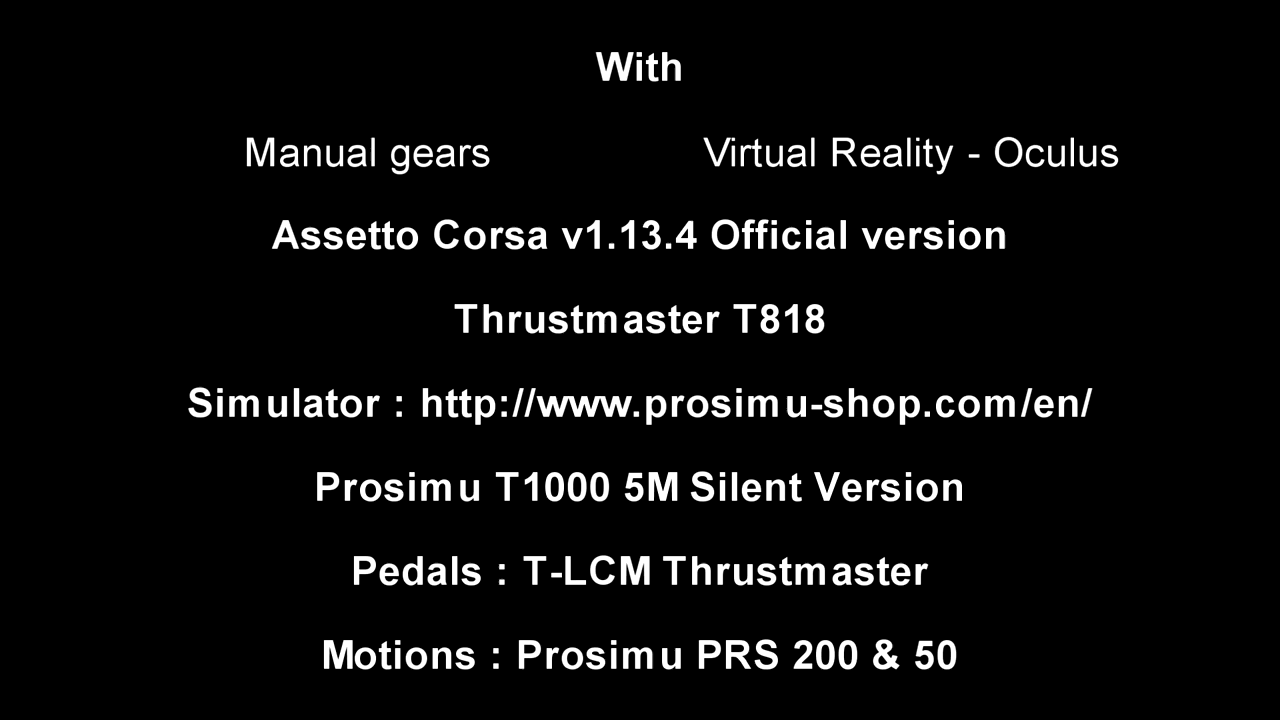 With
Manual gears Virtual Reality - Oculus
Assetto Corsa v1.13.4 Official version
Thrustmaster T818
Simulator : http://www.prosimu-shop.com/en/
Prosimu T1000 5M Silent Version
Pedals : T-LCM Thrustmaster
Motions : Prosimu PRS 200 & 50